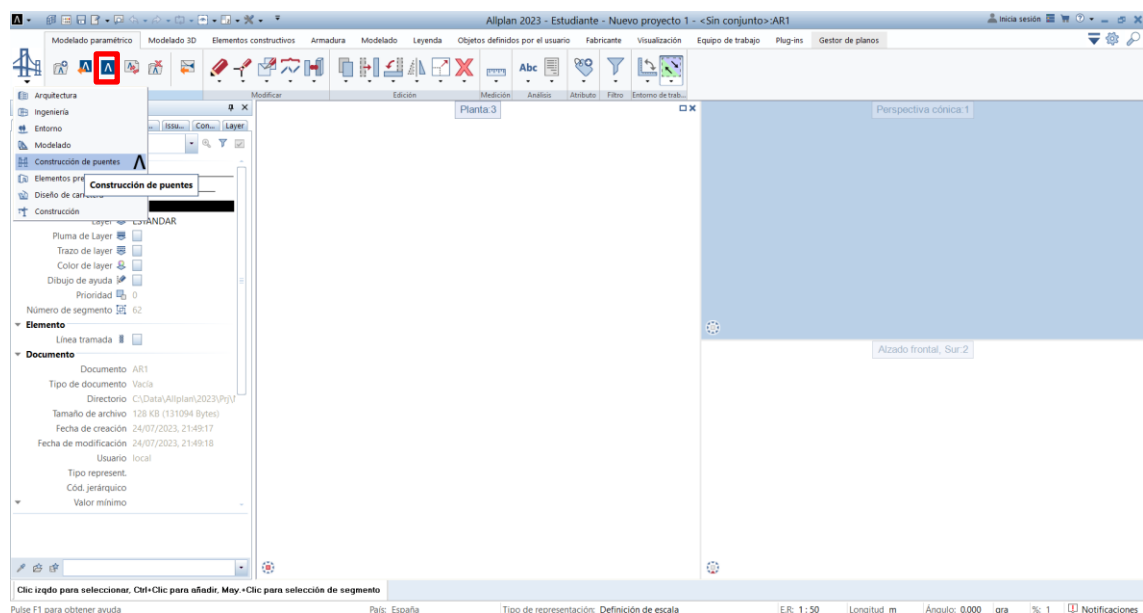 Allplan 2023 - Estudiante - Nuevo proyecto 1 - <Sin conjunto>:AR1
Inicia sesión
Modelado paramétrico Modelado 3D Elementos constructivos Armadura Modelado Leyenda Objetos definidos por el usuario Fabricante Visualización Equipo de trabajo Plug-ins Gestor de planos
Abc
Modificar Edición Medición Análisis Atributo Filtro Entorno de trab...
Arquitectura
Ingeniería
Entorno
Modelado
Construcción de puentes
Elementos pre
Construcción de puentes
Diseño de carretera
Construcción
Issu... Con... Layer
Layer ESTÁNDAR
Pluma de Layer
Trazo de layer
Color de layer
Dibujo de ayuda
Prioridad 0
Número de segmento 62
Elemento
Línea tramada
Documento
Documento AR1
Tipo de documento Vacía
Directorio C:\Data\Allplan\2023\Prj\
Tamaño de archivo 128 KB (131094 Bytes)
Fecha de creación 24/07/2023, 21:49:17
Fecha de modificación 24/07/2023, 21:49:18
Usuario local
Tipo represent.
Cód. jerárquico
Valor mínimo
Planta:3
Perspectiva cónica:1
Alzado frontal, Sur:2
Clic izqdo para seleccionar, Ctrl+Clic para añadir, May.+Clic para selección de segmento
Pulse F1 para obtener ayuda País: España Tipo de representación: Definición de escala E.R: 1 : 50 Longitud m Ángulo: 0.000 gra %: 1 Notificaciones